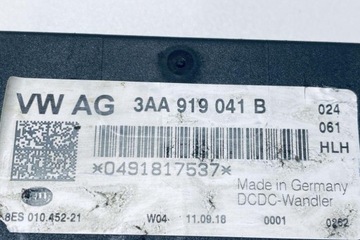 VW AG 3AA 919 041 B 024
061
HLH
*0491817537*
Made in Germany
DCDC-Wandler
8ES 010.452-21 W04 11.09.18 0001 0262